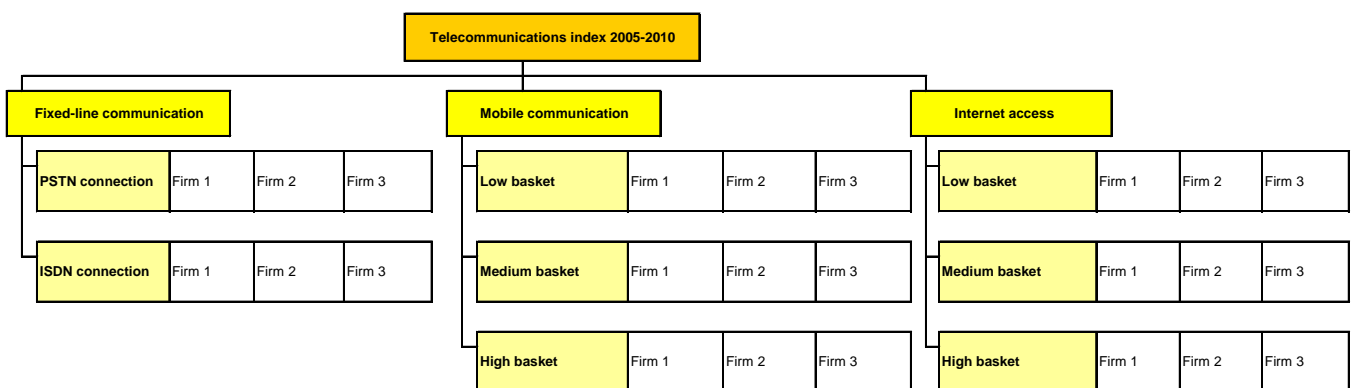 Telecommunications index 2005-2010
Fixed-line communication
Mobile communication
Internet access
PSTN connection Firm 1 Firm 2 Firm 3
Low basket Firm 1 Firm 2 Firm 3
Low basket Firm 1 Firm 2 Firm 3
ISDN connection Firm 1 Firm 2 Firm 3
Medium basket Firm 1 Firm 2 Firm 3
Medium basket Firm 1 Firm 2 Firm 3
High basket Firm 1 Firm 2 Firm 3
High basket Firm 1 Firm 2 Firm 3